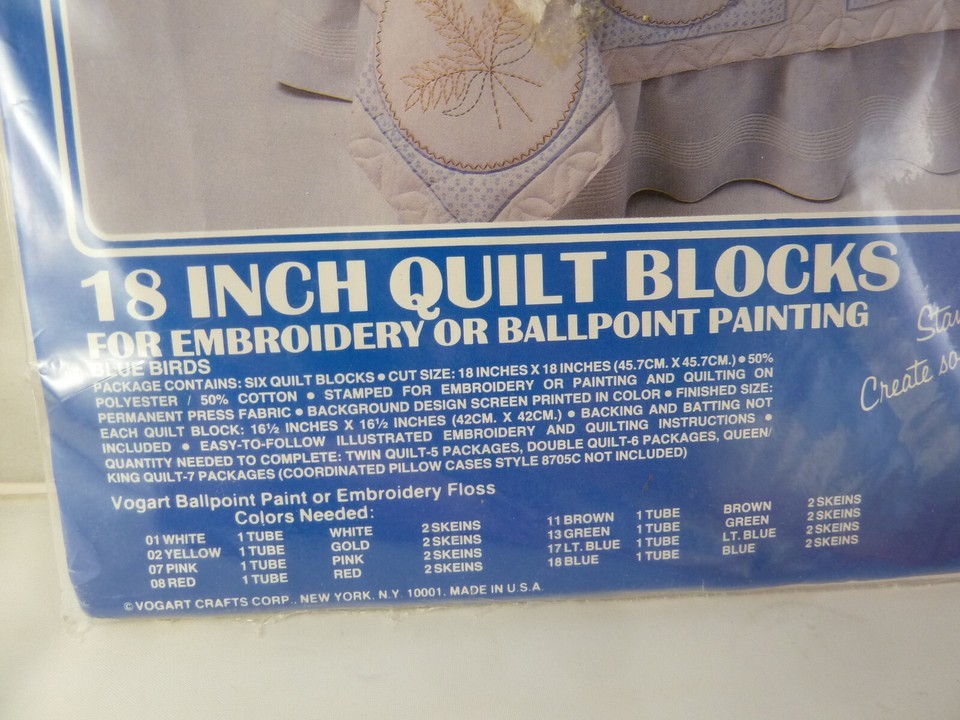 18 INCH QUILT BLOCKS
FOR EMBROIDERY OR BALLPOINT PAINTING
BLUE BIRDS
PACKAGE CONTAINS: SIX QUILT BLOCKS • CUT SIZE: 18 INCHES X 18 INCHES (45.7CM. X 45.7CM.) • 50%
POLYESTER / 50% COTTON • STAMPED FOR EMBROIDERY OR PAINTING AND QUILTING ON
PERMANENT PRESS FABRIC • BACKGROUND DESIGN SCREEN PRINTED IN COLOR • FINISHED SIZE:
EACH QUILT BLOCK: 16½ INCHES X 16½ INCHES (42CM. X 42CM.) • BACKING AND BATTING NOT
INCLUDED • EASY-TO-FOLLOW ILLUSTRATED EMBROIDERY AND QUILTING INSTRUCTIONS •
QUANTITY NEEDED TO COMPLETE: TWIN QUILT-5 PACKAGES, DOUBLE QUILT-6 PACKAGES, QUEEN/
KING QUILT-7 PACKAGES (COORDINATED PILLOW CASES STYLE 8705C NOT INCLUDED)
Create so
Vogart Ballpoint Paint or Embroidery Floss
Colors Needed:
01 WHITE 1 TUBE WHITE 2 SKEINS 11 BROWN 1 TUBE BROWN 2 SKEINS
02 YELLOW 1 TUBE GOLD 2 SKEINS 13 GREEN 1 TUBE GREEN 2 SKEINS
07 PINK 1 TUBE PINK 2 SKEINS 17 LT. BLUE 1 TUBE LT. BLUE 2 SKEINS
08 RED 1 TUBE RED 2 SKEINS 18 BLUE 1 TUBE BLUE 2 SKEINS
© VOGART CRAFTS CORP., NEW YORK, N.Y. 10001. MADE IN U.S.A.